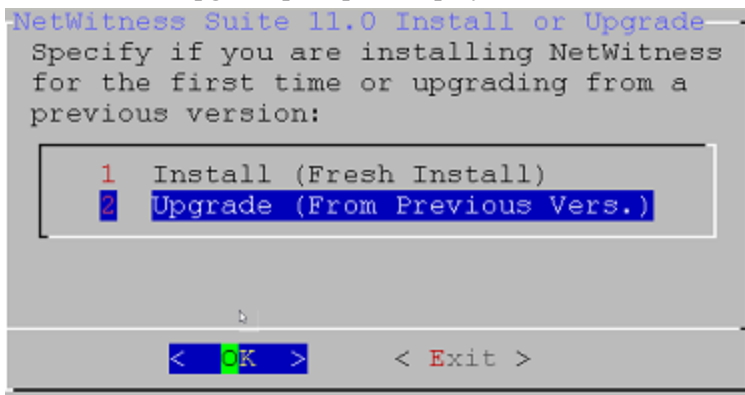 NetWitness Suite 11.0 Install or Upgrade
Specify if you are installing NetWitness
for the first time or upgrading from a
previous version:
1 Install (Fresh Install)
2 Upgrade (From Previous Vers.)
< OK > < Exit >